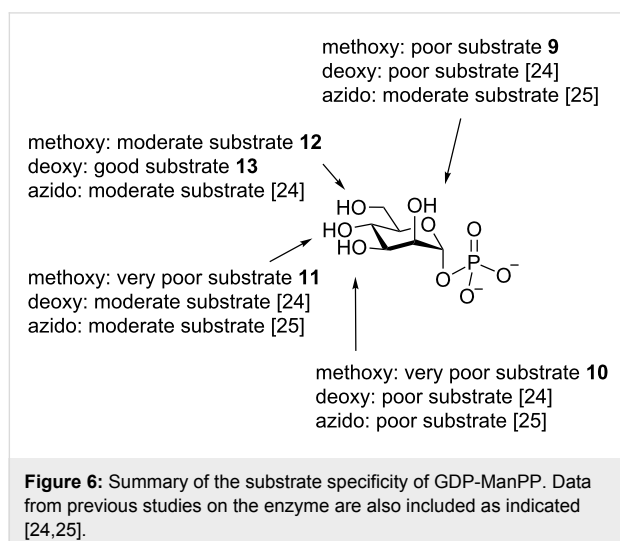 methoxy: poor substrate 9
deoxy: poor substrate [24]
azido: moderate substrate [25]
methoxy: moderate substrate 12
deoxy: good substrate 13
azido: moderate substrate [24]
HO
OH
O
HO
HO
O
O
P
O−
O−
methoxy: very poor substrate 11
deoxy: moderate substrate [24]
azido: moderate substrate [25]
methoxy: very poor substrate 10
deoxy: poor substrate [24]
azido: poor substrate [25]
Figure 6: Summary of the substrate specificity of GDP-ManPP. Data
from previous studies on the enzyme are also included as indicated
[24,25].